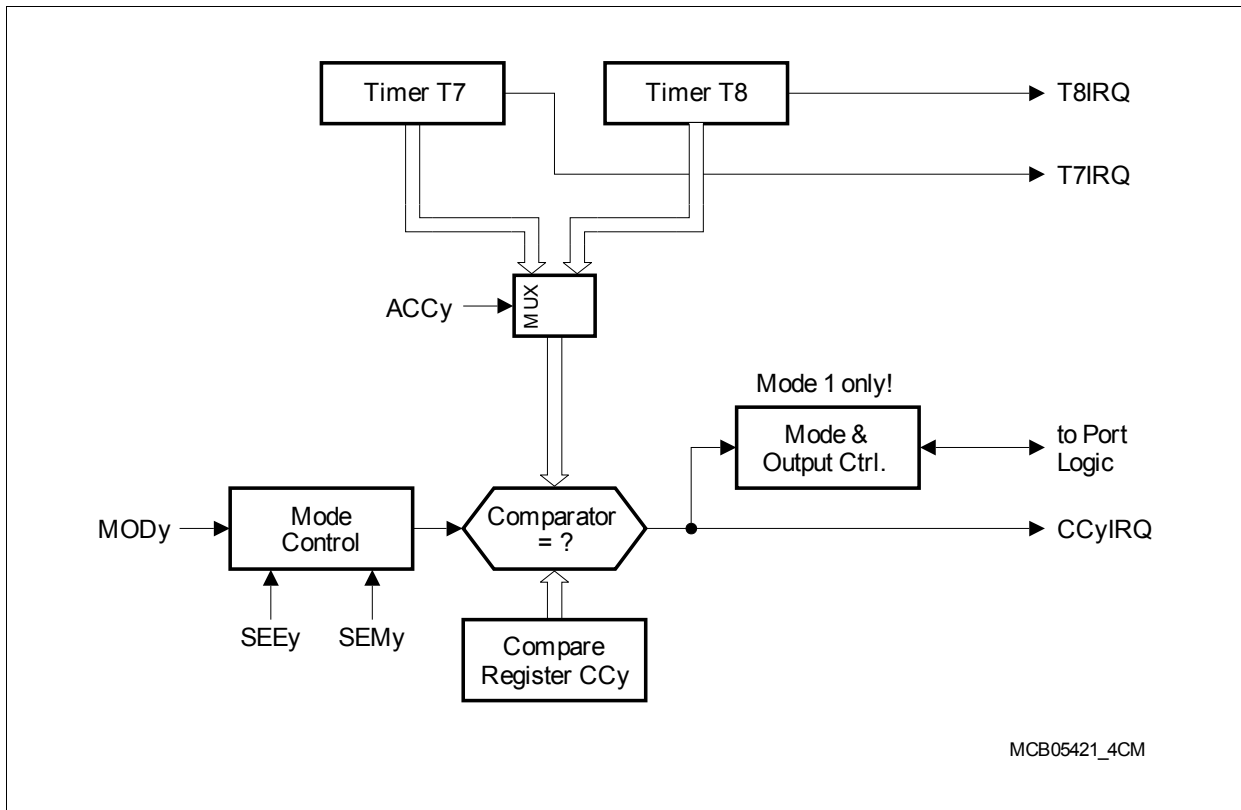 Timer T7
Timer T8
T8IRQ
T7IRQ
ACCy
MUX
Mode 1 only!
Mode &
Output Ctrl.
to Port
Logic
MODy
Mode
Control
Comparator
= ?
CCyIRQ
SEEy
SEMy
Compare
Register CCy
MCB05421_4CM